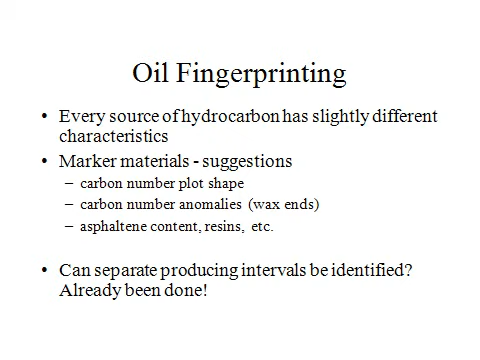 Oil Fingerprinting
• Every source of hydrocarbon has slightly different
characteristics
• Marker materials - suggestions
– carbon number plot shape
– carbon number anomalies (wax ends)
– asphaltene content, resins, etc.
• Can separate producing intervals be identified?
Already been done!